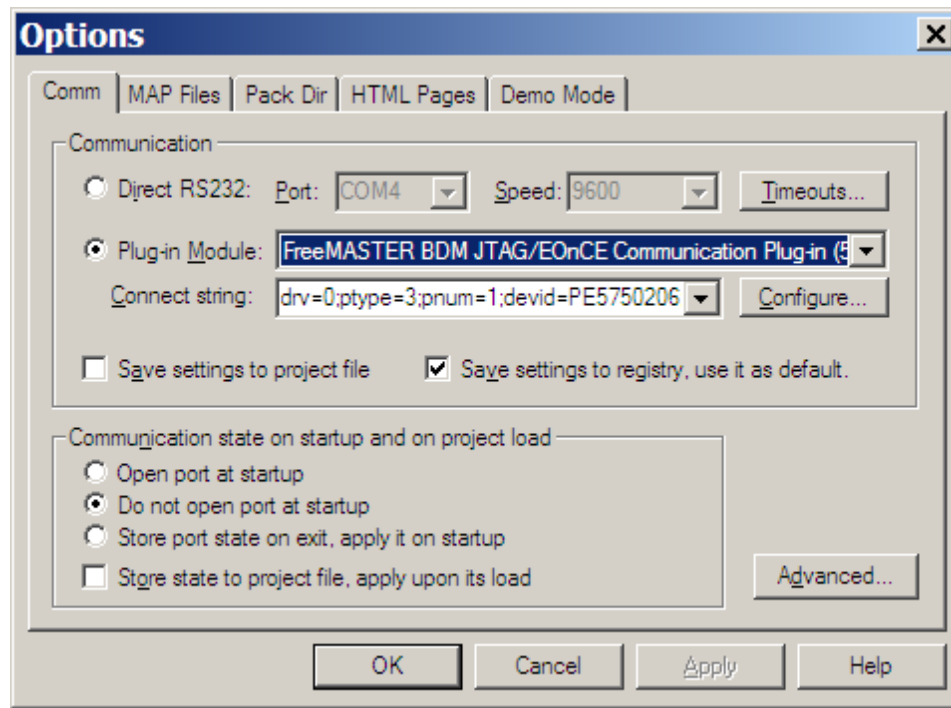 Options
Comm MAP Files Pack Dir HTML Pages Demo Mode
Communication
Direct RS232: Port: COM4 Speed: 9600 Timeouts...
Plug-in Module: FreeMASTER BDM JTAG/EOnCE Communication Plug-in (5
Connect string: drv=0;ptype=3;pnum=1;devid=PE5750206 Configure...
Save settings to project file Save settings to registry, use it as default.
Communication state on startup and on project load
Open port at startup
Do not open port at startup
Store port state on exit, apply it on startup
Store state to project file, apply upon its load Advanced...
OK Cancel Apply Help